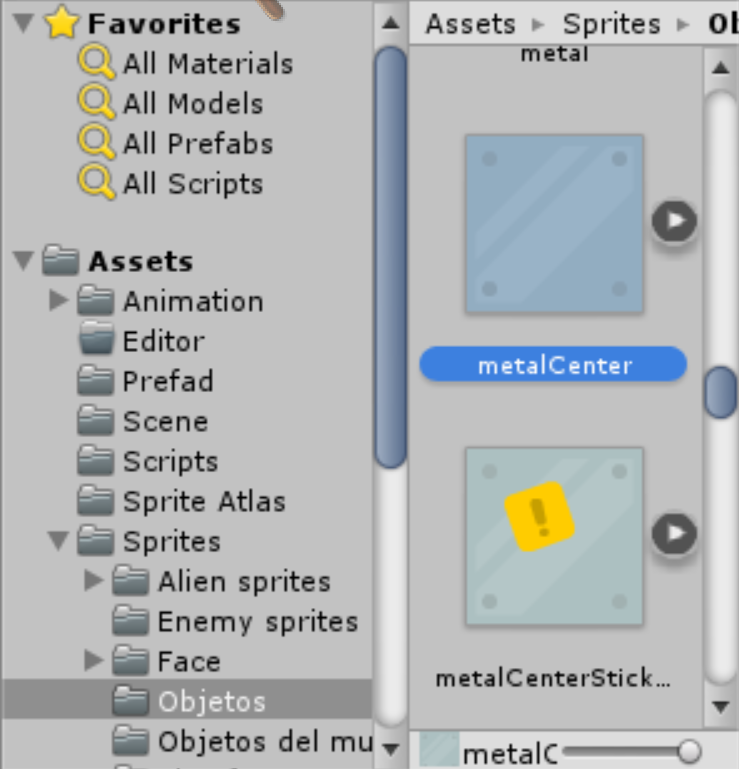 Favorites
All Materials
All Models
All Prefabs
All Scripts
Assets
Animation
Editor
Prefad
Scene
Scripts
Sprite Atlas
Sprites
Alien sprites
Enemy sprites
Face
Objetos
Objetos del mu
Assets ▸ Sprites ▸ Ob
metal
metalCenter
metalCenterStick...
metalC